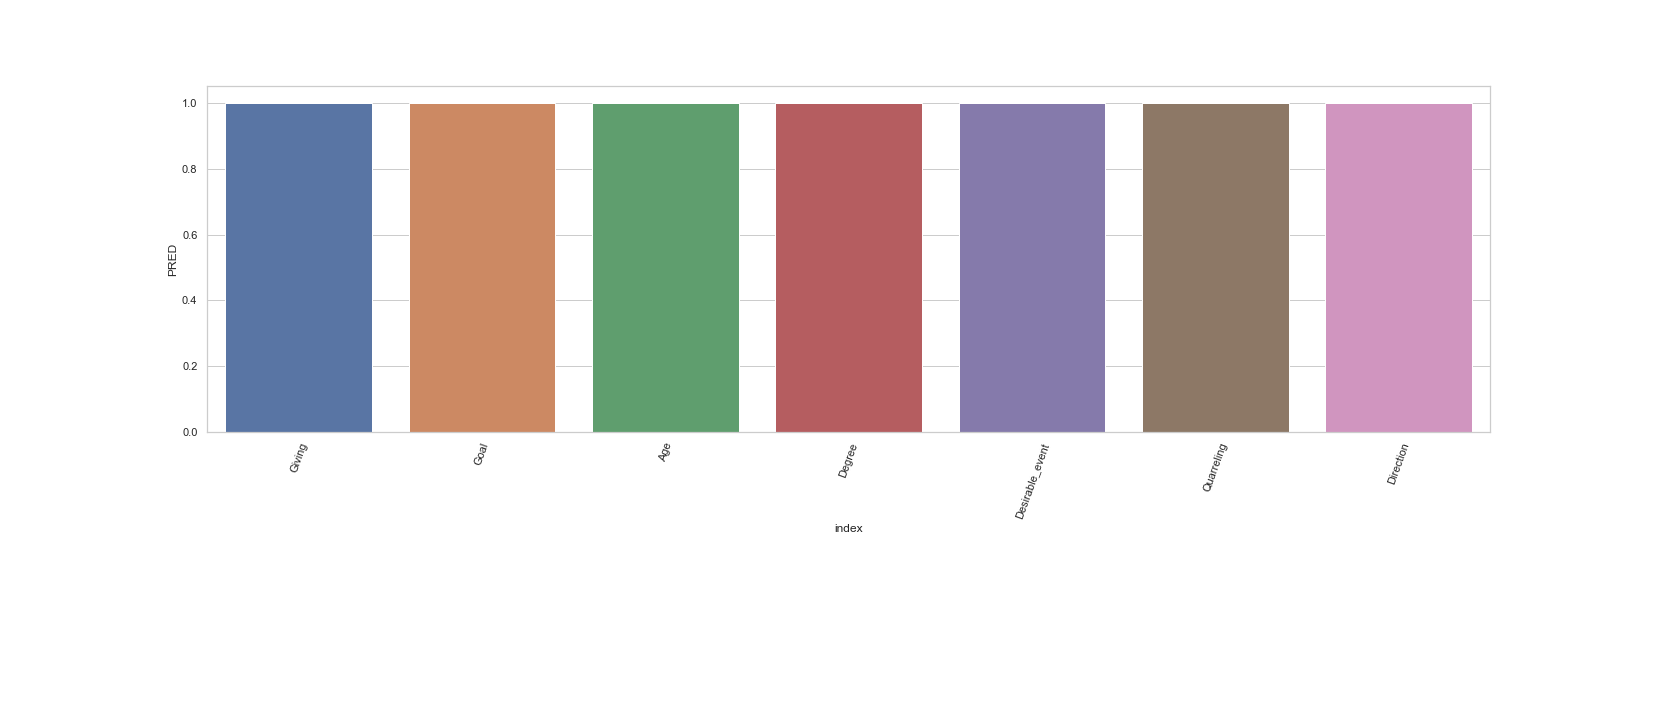 1.0
0.8
0.6
0.4
0.2
0.0
PRED
Giving
Goal
Age
Degree
Desirable_event
Quarreling
Direction
index